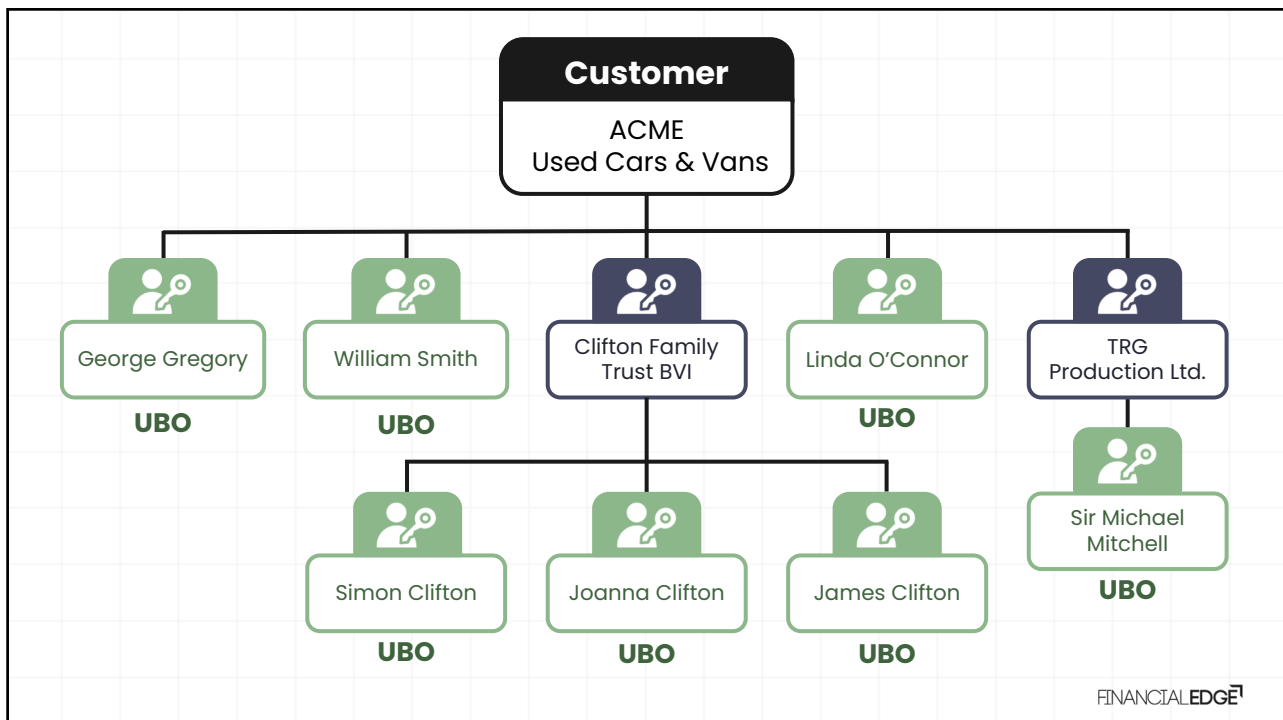 Customer
ACME
Used Cars & Vans
George Gregory
UBO
William Smith
UBO
Clifton Family
Trust BVI
Linda O’Connor
UBO
TRG
Production Ltd.
Simon Clifton
UBO
Joanna Clifton
UBO
James Clifton
UBO
Sir Michael
Mitchell
UBO
FINANCIALEDGE